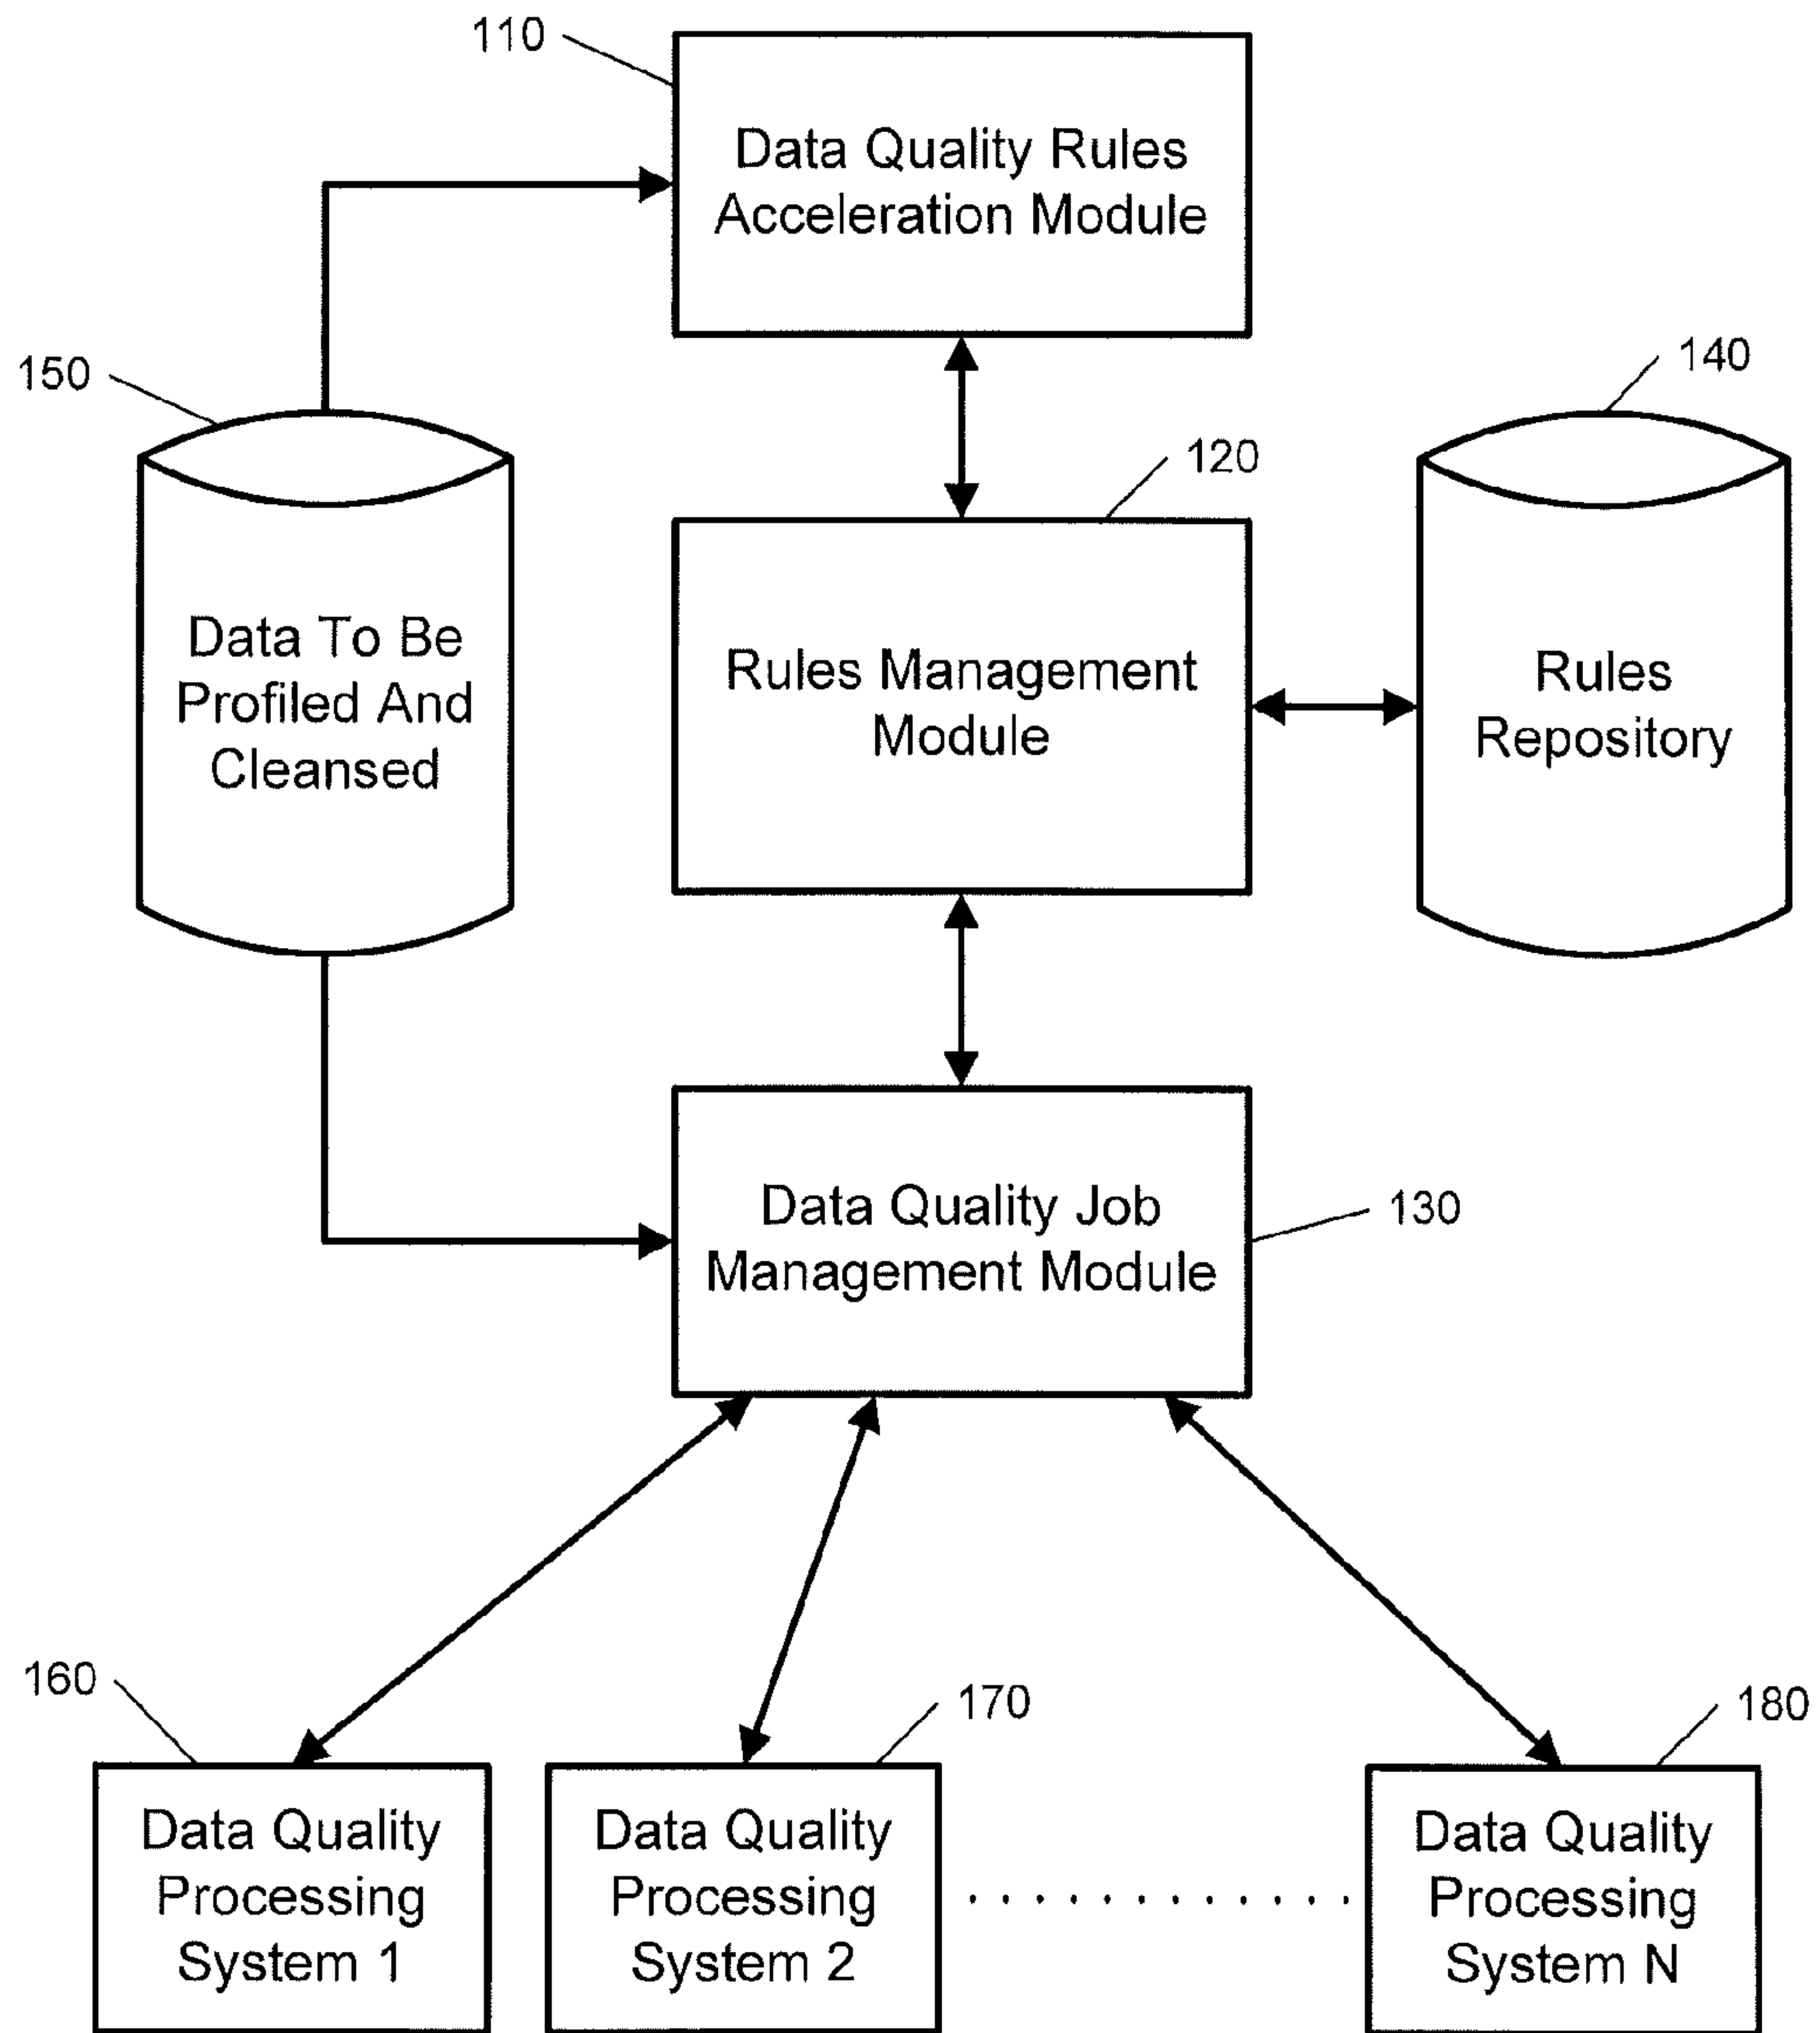 110
Data Quality Rules
Acceleration Module
150
140
120
Data To Be
Profiled And
Cleansed
Rules Management
Module
Rules
Repository
Data Quality Job
Management Module
130
160
170
180
Data Quality
Processing
System 1
Data Quality
Processing
System 2
Data Quality
Processing
System N